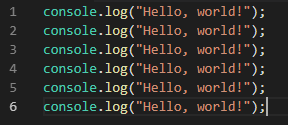 1 console.log("Hello, world!");
2 console.log("Hello, world!");
3 console.log("Hello, world!");
4 console.log("Hello, world!");
5 console.log("Hello, world!");
6 console.log("Hello, world!");